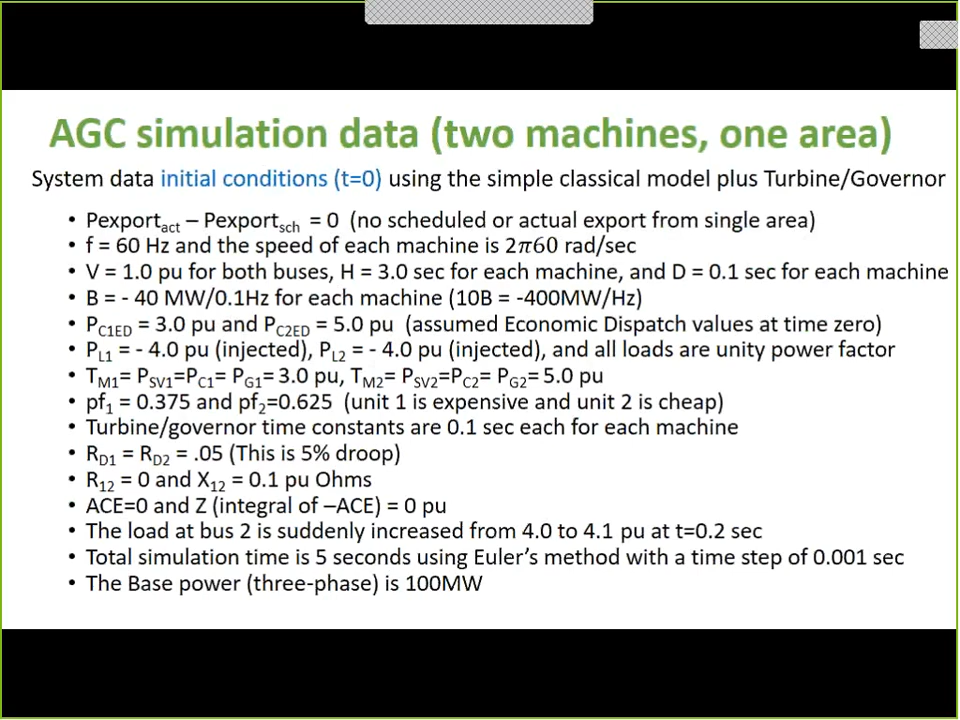 AGC simulation data (two machines, one area)
System data initial conditions (t=0) using the simple classical model plus Turbine/Governor
• Pexport_act – Pexport_sch = 0 (no scheduled or actual export from single area)
• f = 60 Hz and the speed of each machine is 2π60 rad/sec
• V = 1.0 pu for both buses, H = 3.0 sec for each machine, and D = 0.1 sec for each machine
• B = - 40 MW/0.1Hz for each machine (10B = -400MW/Hz)
• P_C1ED = 3.0 pu and P_C2ED = 5.0 pu (assumed Economic Dispatch values at time zero)
• P_L1 = - 4.0 pu (injected), P_L2 = - 4.0 pu (injected), and all loads are unity power factor
• T_M1= P_SV1=P_C1= P_G1= 3.0 pu, T_M2= P_SV2=P_C2= P_G2= 5.0 pu
• pf_1 = 0.375 and pf_2=0.625 (unit 1 is expensive and unit 2 is cheap)
• Turbine/governor time constants are 0.1 sec each for each machine
• R_D1 = R_D2 = .05 (This is 5% droop)
• R_12 = 0 and X_12 = 0.1 pu Ohms
• ACE=0 and Z (integral of –ACE) = 0 pu
• The load at bus 2 is suddenly increased from 4.0 to 4.1 pu at t=0.2 sec
• Total simulation time is 5 seconds using Euler's method with a time step of 0.001 sec
• The Base power (three-phase) is 100MW